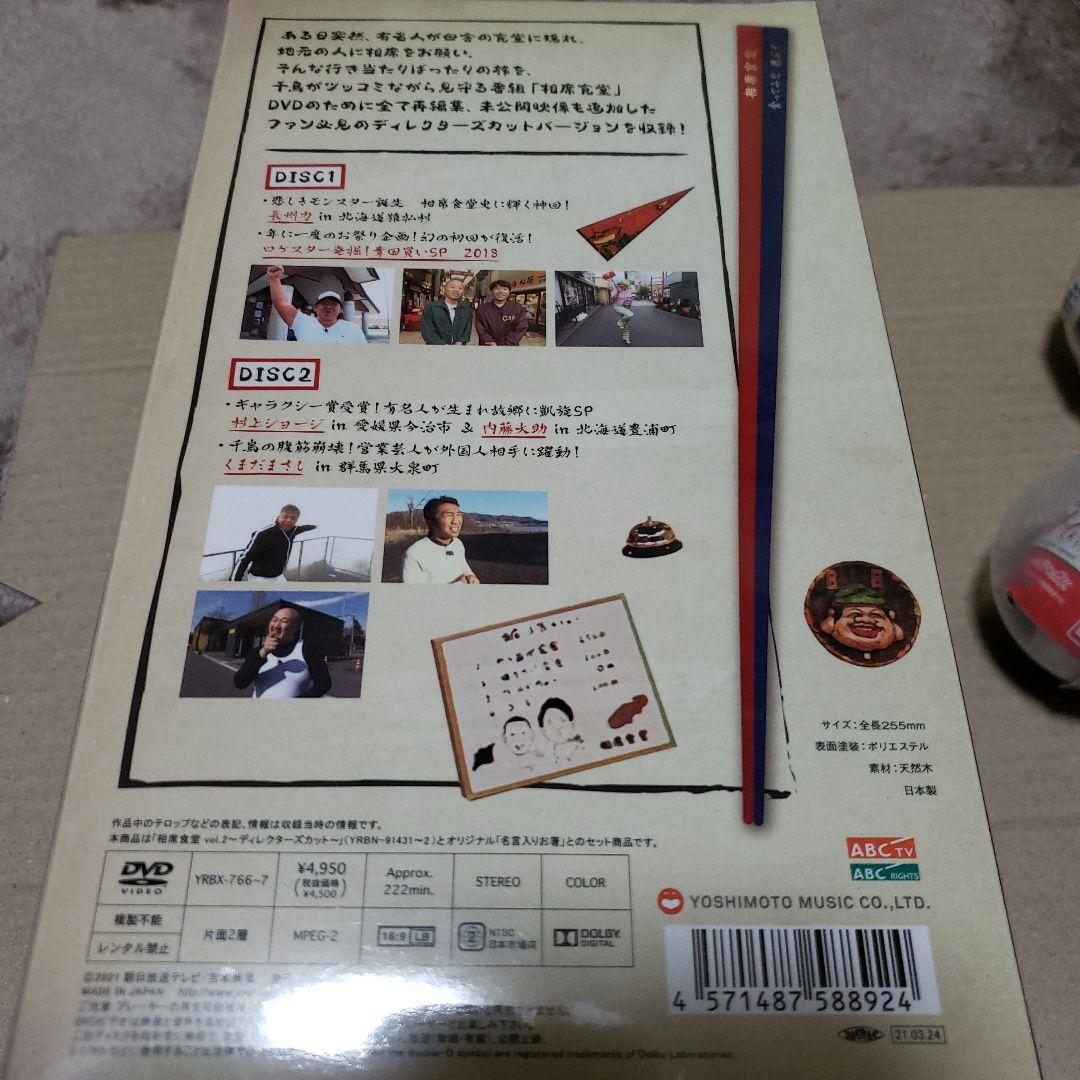 ある日突然、有名人が田舎の食堂に現れ、
地元の人に相席をお願い。
そんな行き当たりばったりの旅を、
千鳥がツッコミながら見守る番組「相席食堂」
DVDのために全て再編集、未公開映像も追加した
ファン必見のディレクターズカットバージョンを収録！
DISC1
・悲しきモンスター誕生 相席食堂史に輝く神回！
長州力 in 北海道猿払村
・年に一度のお祭り企画！幻の初回が復活！
ロケスター発掘！青田買いSP 2018
DISC2
・ギャラクシー賞受賞！有名人が生まれ故郷に凱旋SP
村上ショージ in 愛媛県今治市 & 内藤大助 in 北海道豊浦町
・千鳥の腹筋崩壊！営業芸人が外国人相手に躍動！
くまだまさし in 群馬県大泉町
相席食堂
相席食堂
サイズ：全長255mm
表面塗装：ポリエステル
素材：天然木
日本製
作品中のテロップなどの表記、情報は収録当時の情報です。
本商品は「相席食堂 vol.2～ディレクターズカット～」(YRBN-91431～2)とオリジナル「名言入りお箸」とのセット商品です。
DVD VIDEO
YRBX-766~7
¥4,950
(税抜価格 ¥4,500)
Approx. 222min.
STEREO
COLOR
複製不能
レンタル禁止
片面2層
MPEG-2
16:9 LB
2 NTSC 日本市場向
DOLBY DIGITAL
ABC TV
ABC RIGHTS
YOSHIMOTO MUSIC CO.,LTD.
4 571487 588924
21.03.24
©2021 朝日放送テレビ/吉本興業
MADE IN JAPAN
the double-D symbol are registered trademarks of Dolby Laboratories.